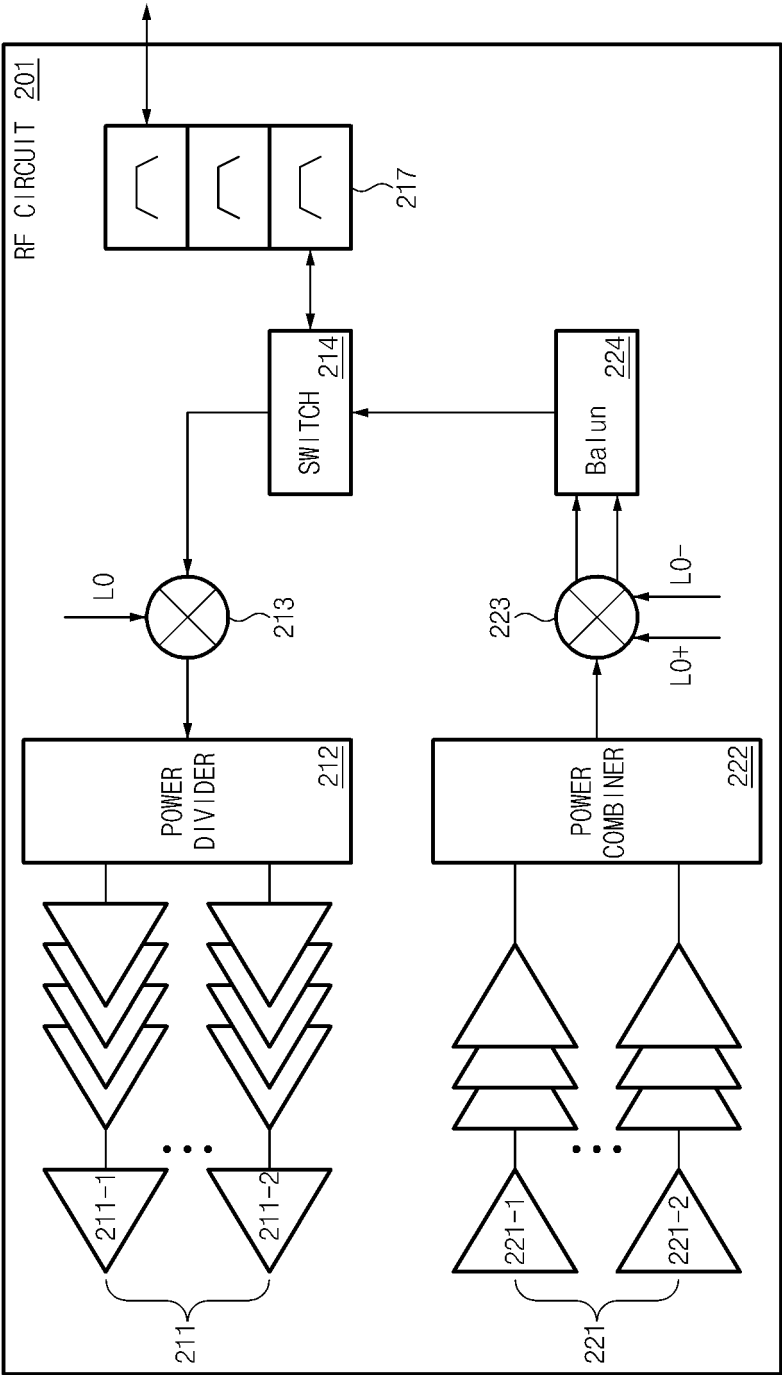 RF CIRCUIT 201
217
SWITCH
214
Balun
224
LO
213
223
LO+
LO-
POWER
DIVIDER
212
POWER
COMBINER
222
211-1
211-2
211
221-1
221-2
221